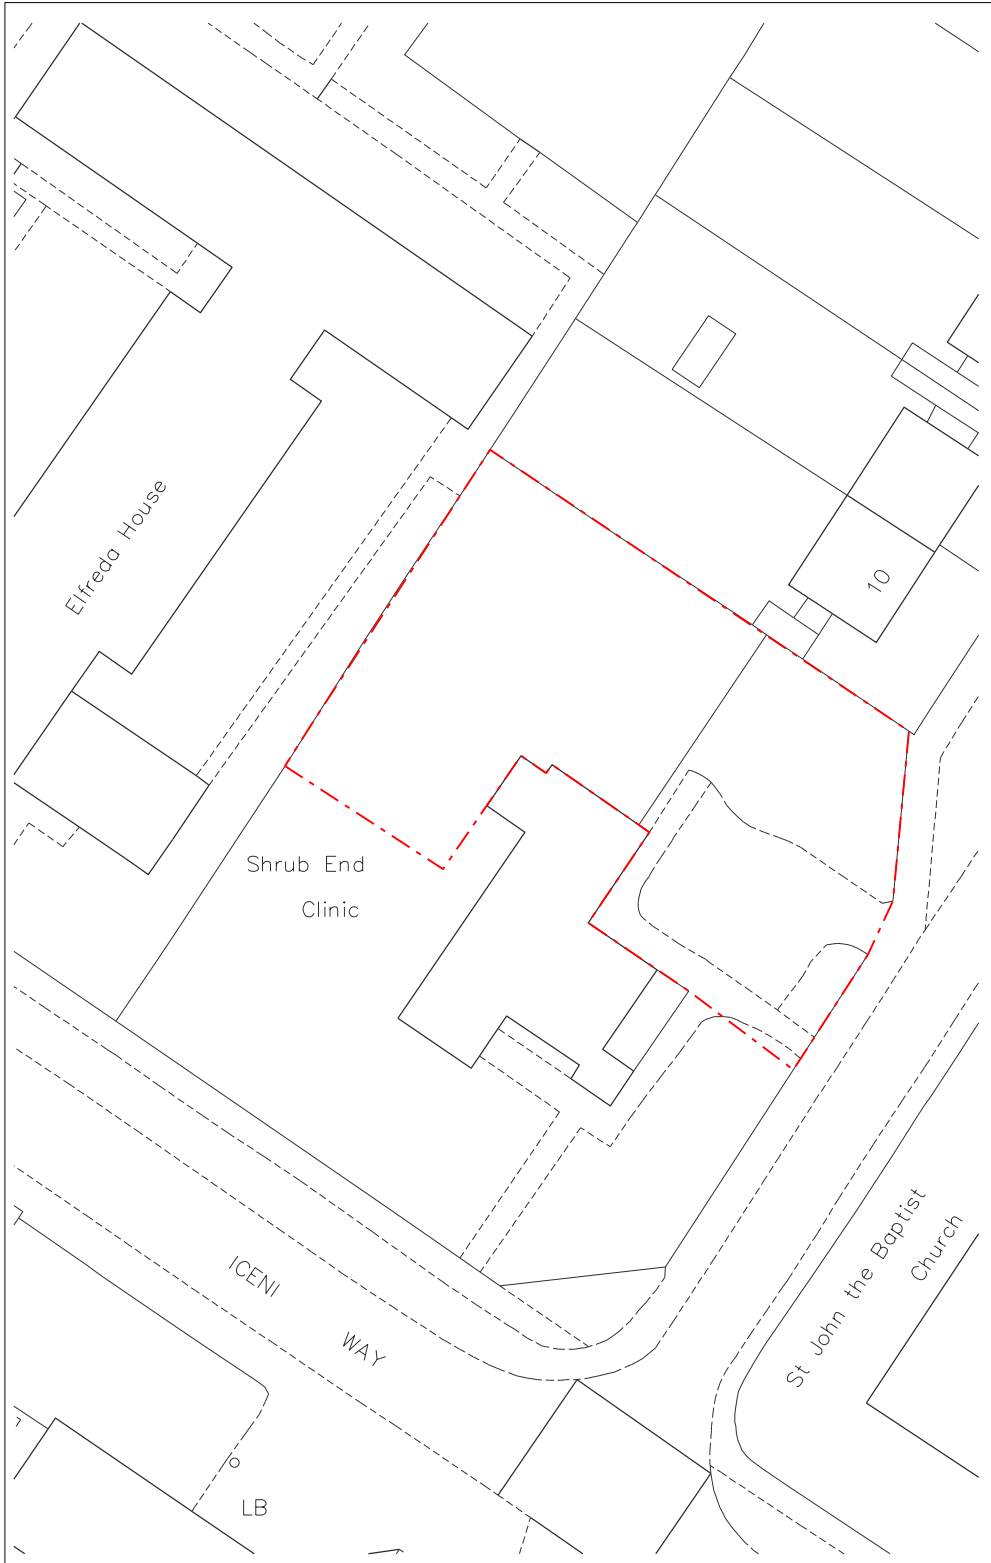 Elfreda House
10
Shrub End
Clinic
ICENI
WAY
St John the Baptist
Church
LB